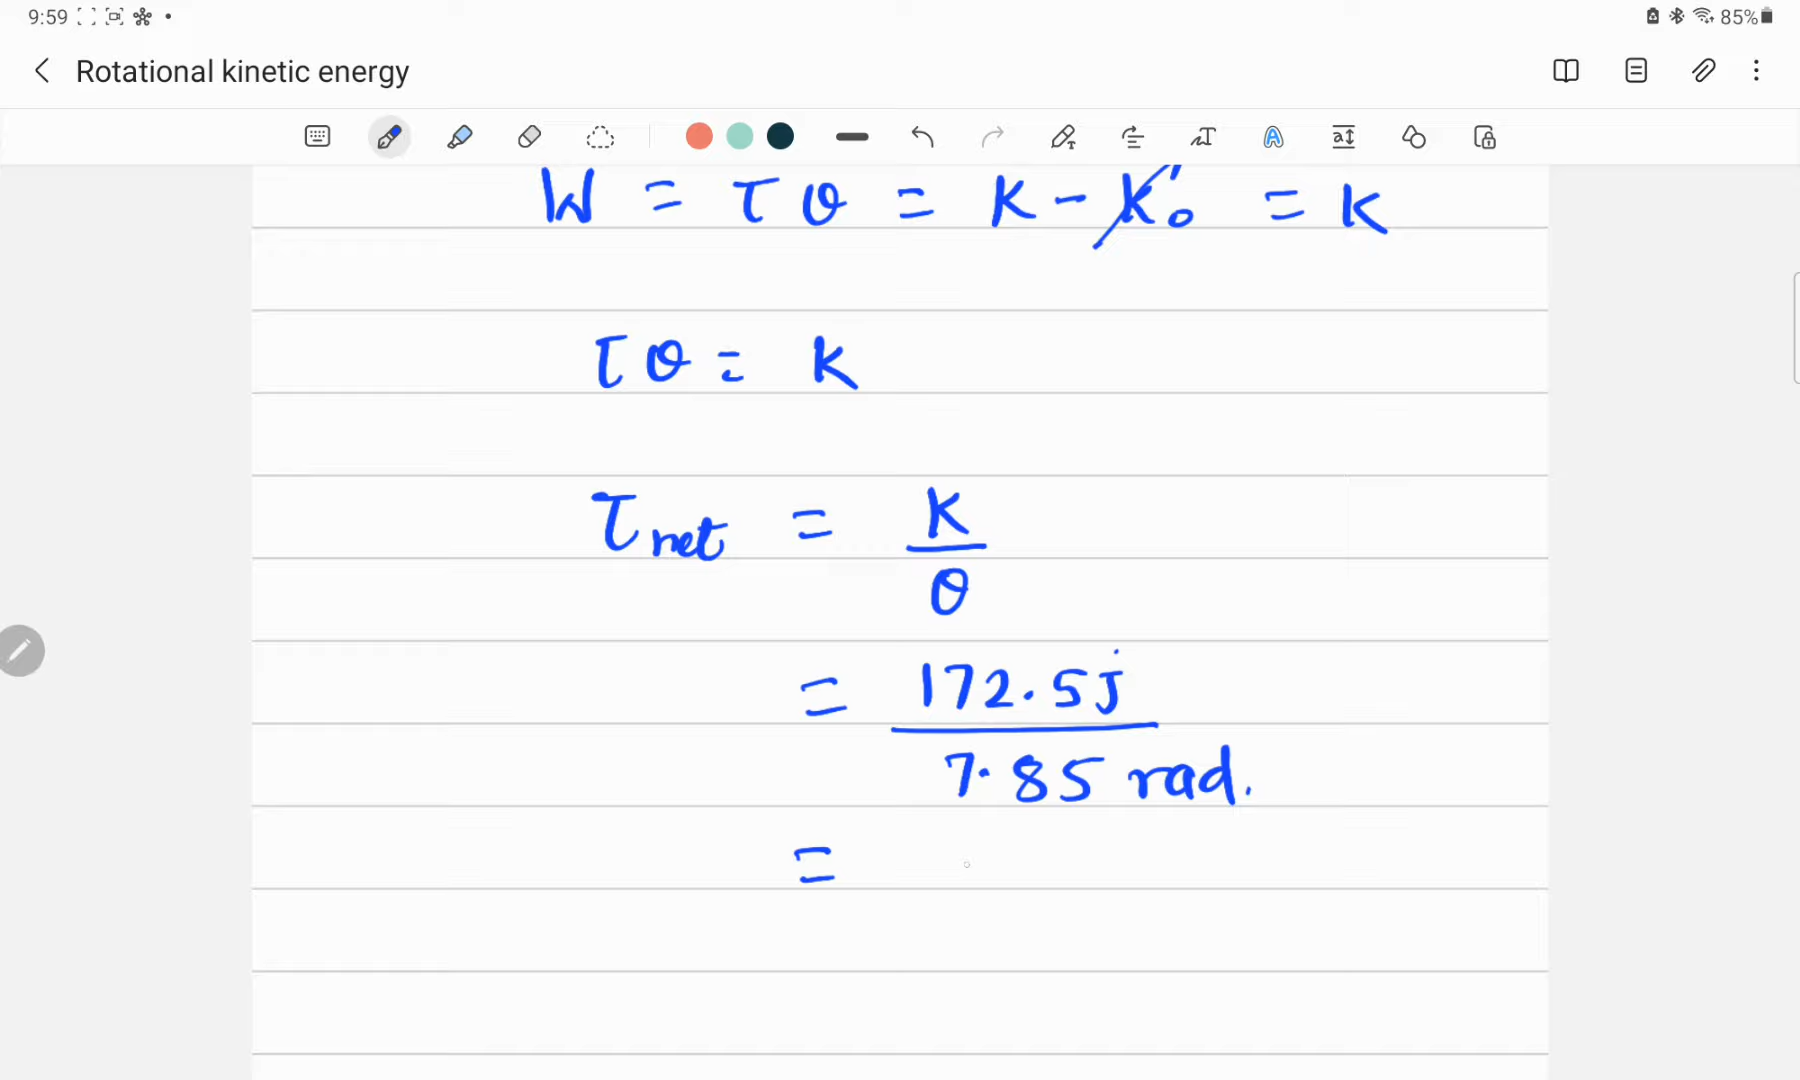 9:59 85%
Rotational kinetic energy
W = τθ = K - K₀ = K
τθ = K
τnet = K/θ
= 172.5j / 7.85 rad.
=